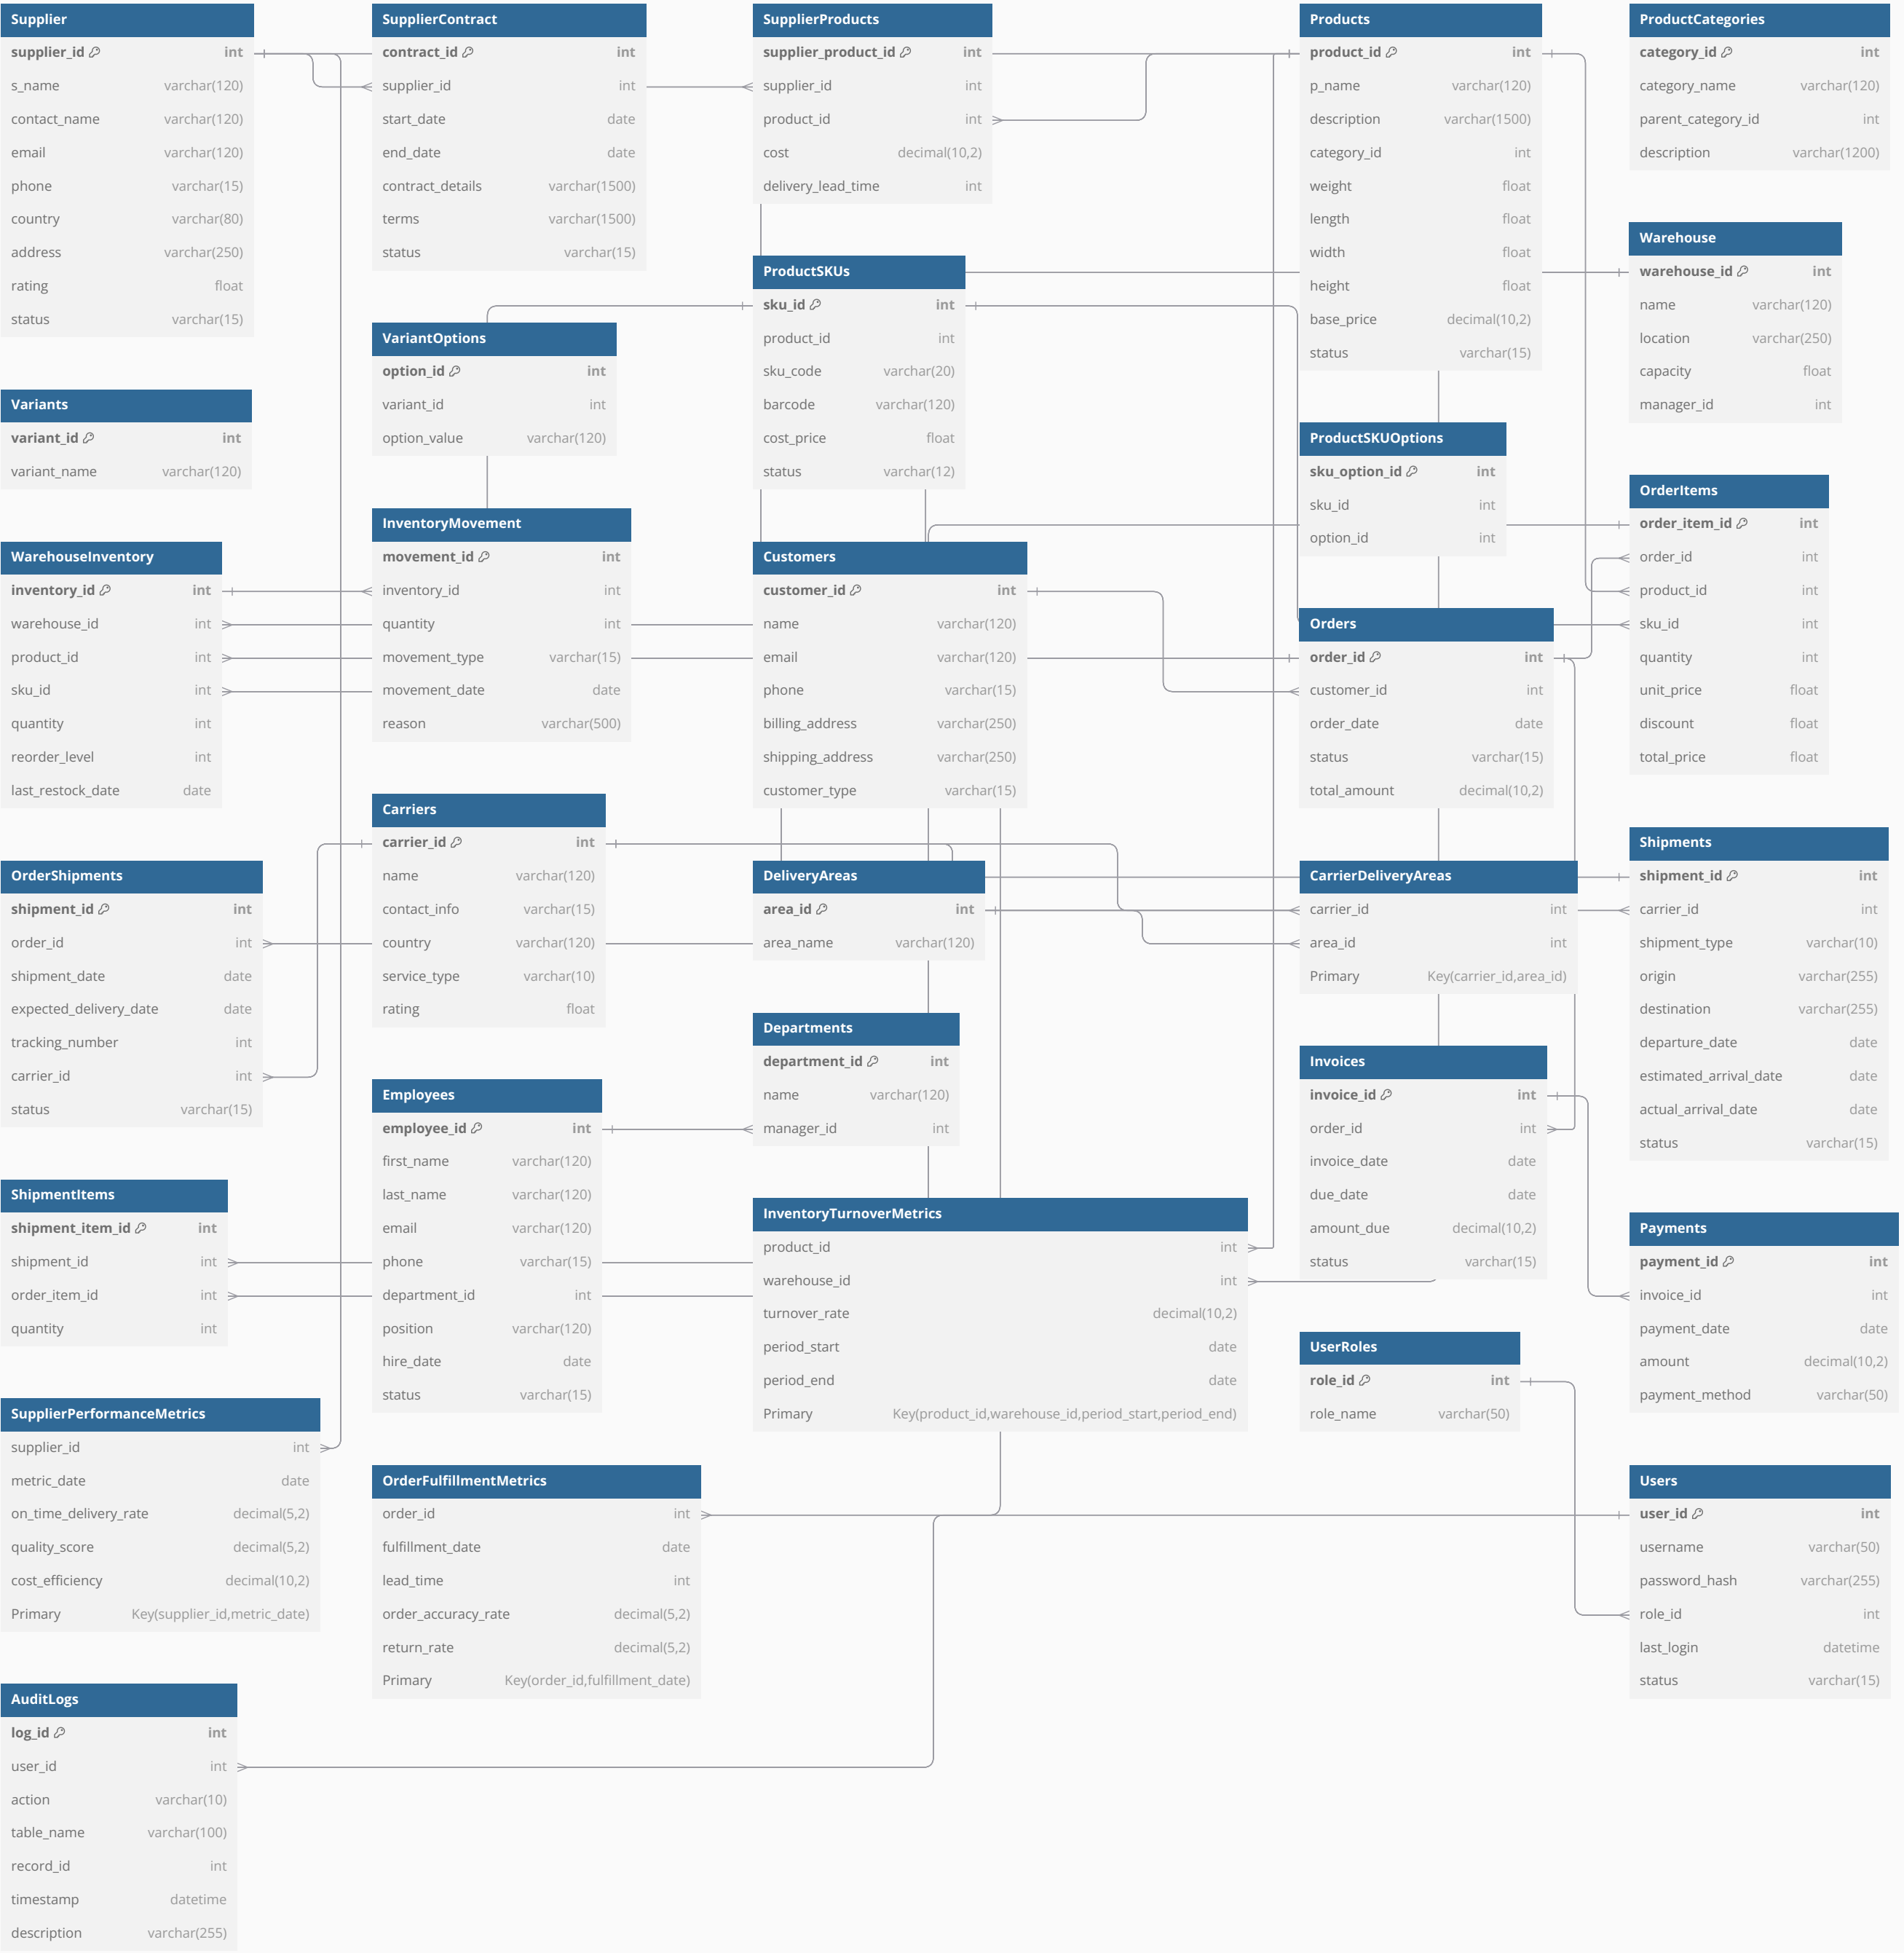 Supplier
supplier_id int
s_name varchar(120)
contact_name varchar(120)
email varchar(120)
phone varchar(15)
country varchar(80)
address varchar(250)
rating float
status varchar(15)
SupplierContract
contract_id int
supplier_id int
start_date date
end_date date
contract_details varchar(1500)
terms varchar(1500)
status varchar(15)
SupplierProducts
supplier_product_id int
supplier_id int
product_id int
cost decimal(10,2)
delivery_lead_time int
Products
product_id int
p_name varchar(120)
description varchar(1500)
category_id int
weight float
length float
width float
height float
base_price decimal(10,2)
status varchar(15)
ProductCategories
category_id int
category_name varchar(120)
parent_category_id int
description varchar(1200)
Warehouse
warehouse_id int
name varchar(120)
location varchar(250)
capacity float
manager_id int
ProductSKUs
sku_id int
product_id int
sku_code varchar(20)
barcode varchar(120)
cost_price float
status varchar(12)
VariantOptions
option_id int
variant_id int
option_value varchar(120)
Variants
variant_id int
variant_name varchar(120)
ProductSKUOptions
sku_option_id int
sku_id int
option_id int
OrderItems
order_item_id int
order_id int
product_id int
sku_id int
quantity int
unit_price float
discount float
total_price float
WarehouseInventory
inventory_id int
warehouse_id int
product_id int
sku_id int
quantity int
reorder_level int
last_restock_date date
InventoryMovement
movement_id int
inventory_id int
quantity int
movement_type varchar(15)
movement_date date
reason varchar(500)
Customers
customer_id int
name varchar(120)
email varchar(120)
phone varchar(15)
billing_address varchar(250)
shipping_address varchar(250)
customer_type varchar(15)
Orders
order_id int
customer_id int
order_date date
status varchar(15)
total_amount decimal(10,2)
Carriers
carrier_id int
name varchar(120)
contact_info varchar(15)
country varchar(120)
service_type varchar(10)
rating float
OrderShipments
shipment_id int
order_id int
shipment_date date
expected_delivery_date date
tracking_number int
carrier_id int
status varchar(15)
DeliveryAreas
area_id int
area_name varchar(120)
CarrierDeliveryAreas
carrier_id int
area_id int
Primary Key(carrier_id,area_id)
Shipments
shipment_id int
carrier_id int
shipment_type varchar(10)
origin varchar(255)
destination varchar(255)
departure_date date
estimated_arrival_date date
actual_arrival_date date
status varchar(15)
Departments
department_id int
name varchar(120)
manager_id int
Employees
employee_id int
first_name varchar(120)
last_name varchar(120)
email varchar(120)
phone varchar(15)
department_id int
position varchar(120)
hire_date date
status varchar(15)
Invoices
invoice_id int
order_id int
invoice_date date
due_date date
amount_due decimal(10,2)
status varchar(15)
ShipmentItems
shipment_item_id int
shipment_id int
order_item_id int
quantity int
InventoryTurnoverMetrics
product_id int
warehouse_id int
turnover_rate decimal(10,2)
period_start date
period_end date
Primary Key(product_id,warehouse_id,period_start,period_end)
Payments
payment_id int
invoice_id int
payment_date date
amount decimal(10,2)
payment_method varchar(50)
UserRoles
role_id int
role_name varchar(50)
SupplierPerformanceMetrics
supplier_id int
metric_date date
on_time_delivery_rate decimal(5,2)
quality_score decimal(5,2)
cost_efficiency decimal(10,2)
Primary Key(supplier_id,metric_date)
OrderFulfillmentMetrics
order_id int
fulfillment_date date
lead_time int
order_accuracy_rate decimal(5,2)
return_rate decimal(5,2)
Primary Key(order_id,fulfillment_date)
Users
user_id int
username varchar(50)
password_hash varchar(255)
role_id int
last_login datetime
status varchar(15)
AuditLogs
log_id int
user_id int
action varchar(10)
table_name varchar(100)
record_id int
timestamp datetime
description varchar(255)